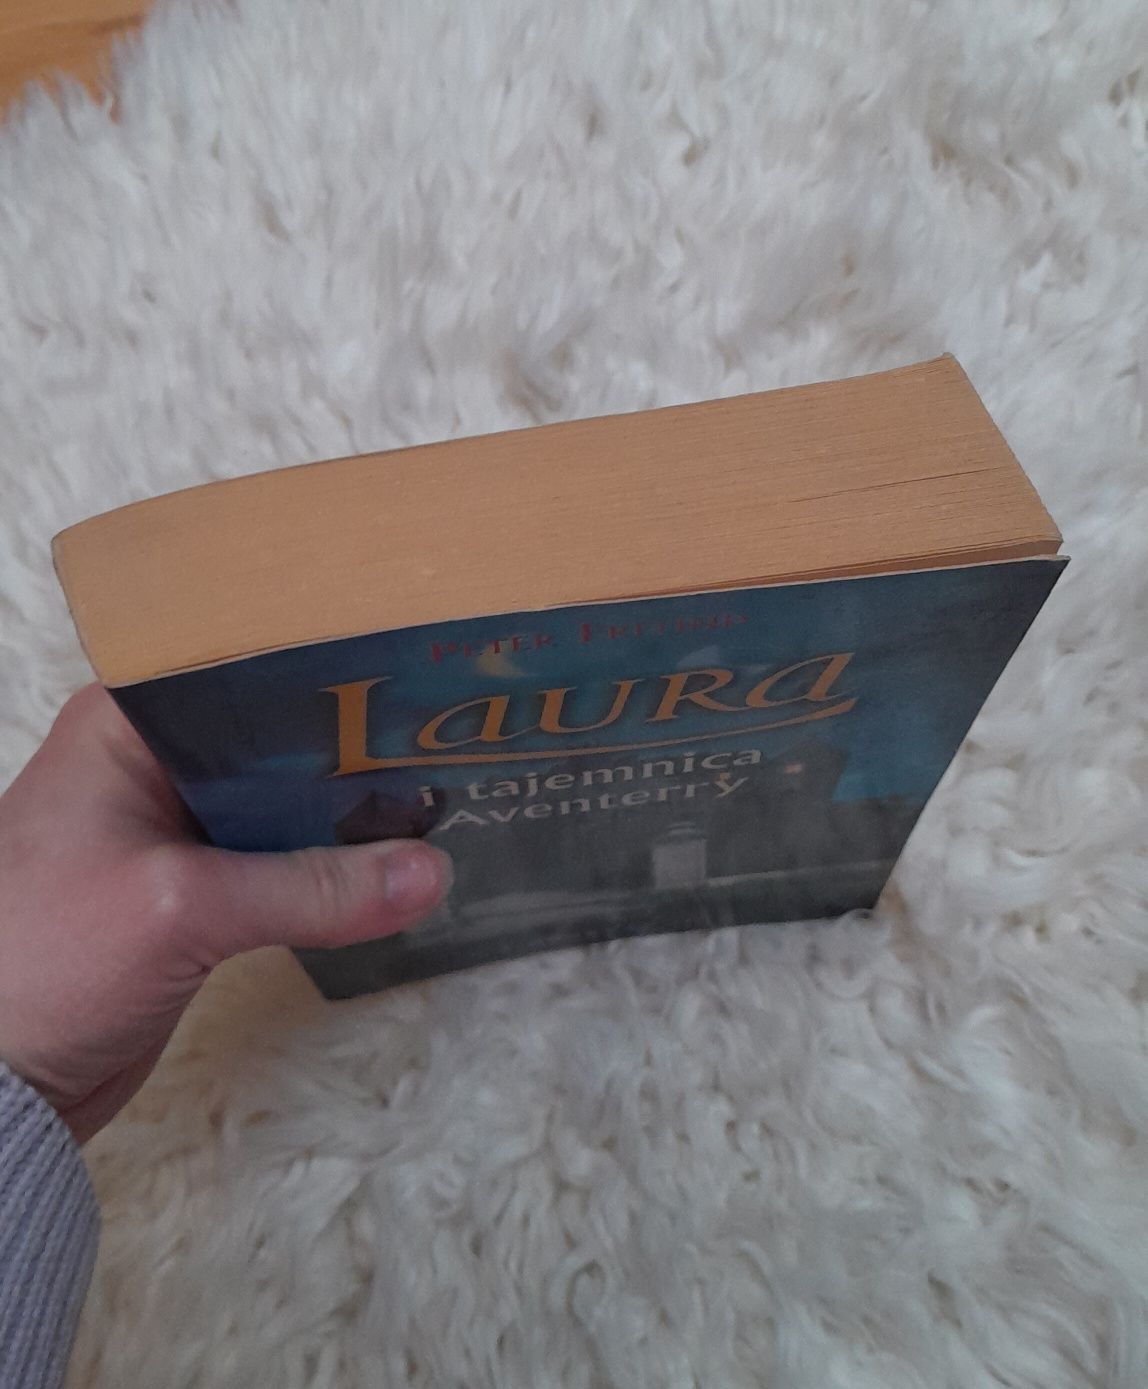 PETER FREUND
Laura
i tajemnica
Aventerry